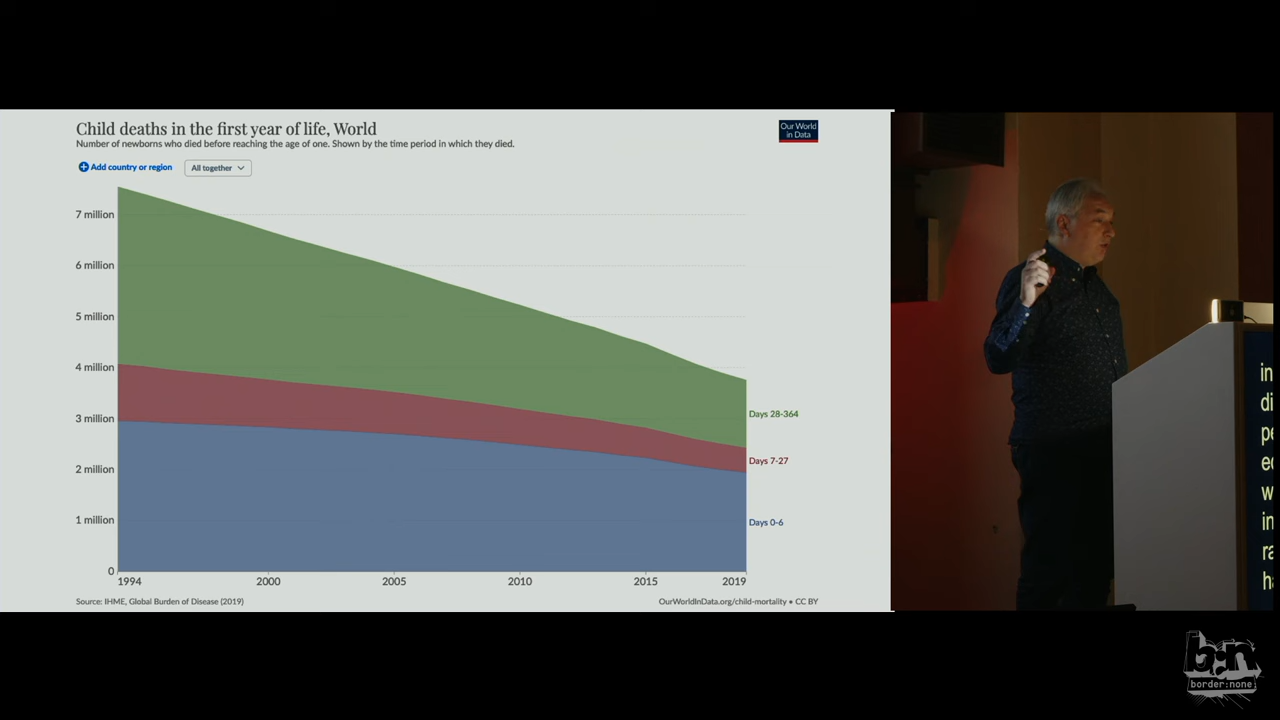 Child deaths in the first year of life, World
Number of newborns who died before reaching the age of one. Shown by the time period in which they died.
Our World
in Data
Add country or region
All together
7 million
6 million
5 million
4 million
3 million
2 million
1 million
0
Days 28-364
Days 7-27
Days 0-6
1994
2000
2005
2010
2015
2019
Source: IHME, Global Burden of Disease (2019)
OurWorldInData.org/child-mortality • CC BY
in
di
pe
w
in
ra
b:n
border:none